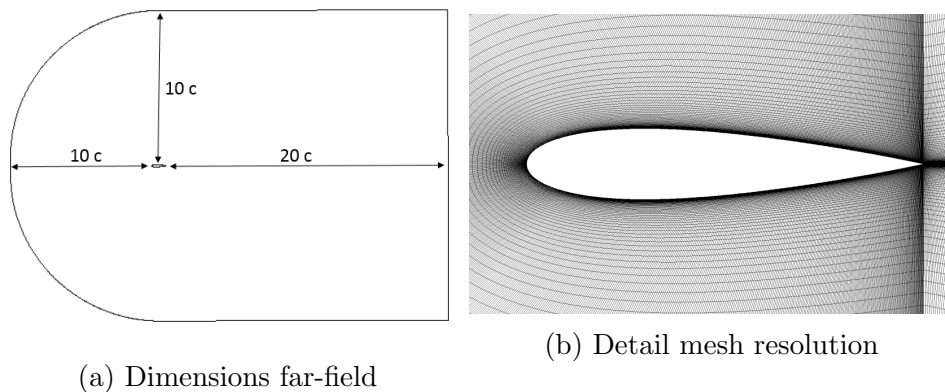 10 c
10 c
20 c
(a) Dimensions far-field
(b) Detail mesh resolution